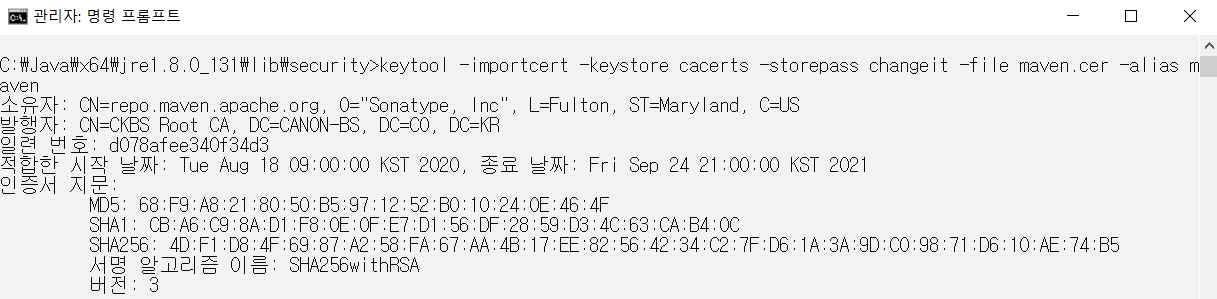 관리자: 명령 프롬프트
C:\Java\x64\jre1.8.0_131\lib\security>keytool -importcert -keystore cacerts -storepass changeit -file maven.cer -alias m
aven
소유자: CN=repo.maven.apache.org, O="Sonatype, Inc", L=Fulton, ST=Maryland, C=US
발행자: CN=CKBS Root CA, DC=CANON-BS, DC=CO, DC=KR
일련 번호: d078afee340f34d3
적합한 시작 날짜: Tue Aug 18 09:00:00 KST 2020, 종료 날짜: Fri Sep 24 21:00:00 KST 2021
인증서 지문:
MD5: 68:F9:A8:21:80:50:B5:97:12:52:B0:10:24:0E:46:4F
SHA1: CB:A6:C9:8A:D1:F8:0E:0F:E7:D1:56:DF:28:59:D3:4C:63:CA:B4:0C
SHA256: 4D:F1:D8:4F:69:87:A2:58:FA:67:AA:4B:17:EE:82:56:42:34:C2:7F:D6:1A:3A:9D:C0:98:71:D6:10:AE:74:B5
서명 알고리즘 이름: SHA256withRSA
버전: 3